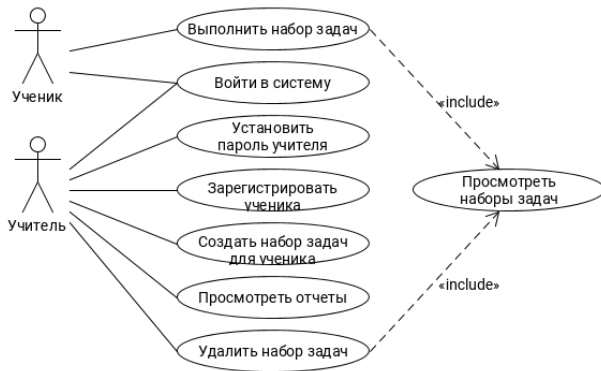 Выполнить набор задач
Войти в систему
Ученик
«include»
Установить
пароль учителя
Просмотреть
наборы задач
Зарегистрировать
ученика
Учитель
Создать набор задач
для ученика
«include»
Просмотреть отчеты
Удалить набор задач